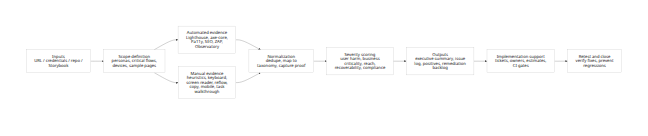 Inputs
URL / credentials / repo /
Storybook
Scope definition
personas, critical flows,
devices, sample pages
Automated evidence
Lighthouse, axe-core,
Pa11y, SEO, ZAP,
Observatory
Manual evidence
heuristics, keyboard,
screen reader, reflow,
copy, mobile, task
walkthrough
Normalization
dedupe, map to
taxonomy, capture proof
Severity scoring
user harm, business
criticality, reach,
recoverability, compliance
Outputs
executive summary, issue
log, positives, remediation
backlog
Implementation support
tickets, owners, estimates,
CI gates
Retest and close
verify fixes, prevent
regressions